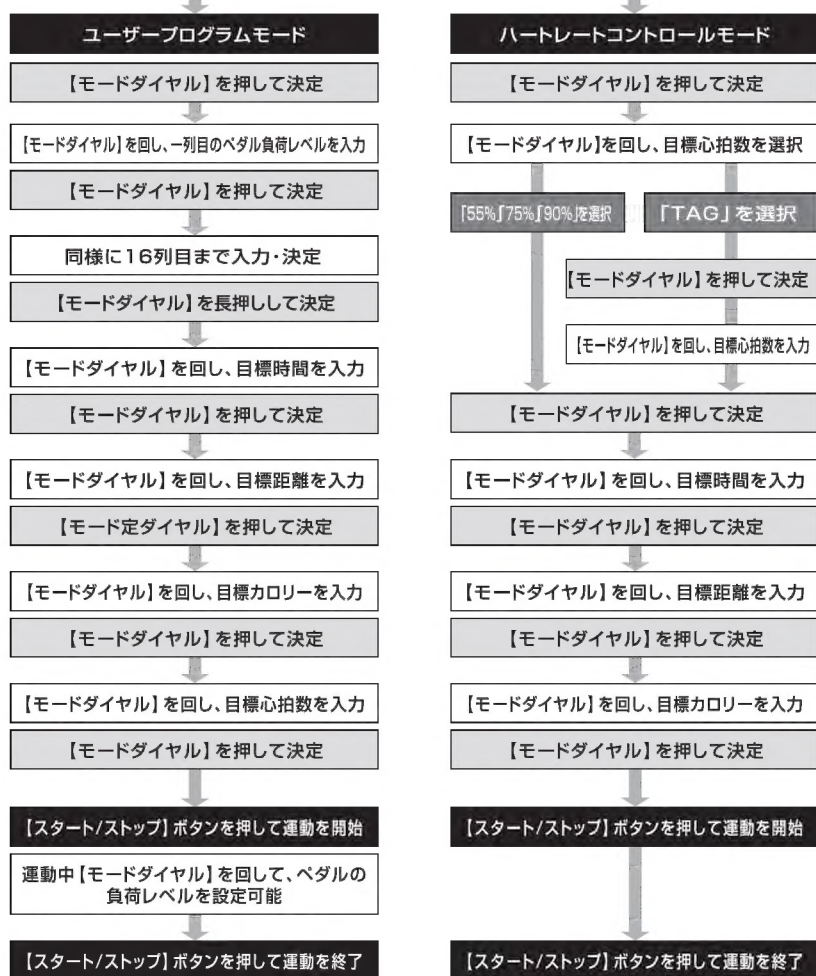 ユーザープログラムモード
【モードダイヤル】を押して決定
【モードダイヤル】を回し、一列目のペダル負荷レベルを入力
【モードダイヤル】を押して決定
同様に16列目まで入力・決定
【モードダイヤル】を長押しして決定
【モードダイヤル】を回し、目標時間を入力
【モードダイヤル】を押して決定
【モードダイヤル】を回し、目標距離を入力
【モード定ダイヤル】を押して決定
【モードダイヤル】を回し、目標カロリーを入力
【モードダイヤル】を押して決定
【モードダイヤル】を回し、目標心拍数を入力
【モードダイヤル】を押して決定
【スタート/ストップ】ボタンを押して運動を開始
運動中【モードダイヤル】を回して、ペダルの
負荷レベルを設定可能
【スタート/ストップ】ボタンを押して運動を終了
ハートレートコントロールモード
【モードダイヤル】を押して決定
【モードダイヤル】を回し、目標心拍数を選択
「55%」「75%」「90%」を選択
「TAG」を選択
【モードダイヤル】を押して決定
【モードダイヤル】を回し、目標心拍数を入力
【モードダイヤル】を押して決定
【モードダイヤル】を回し、目標時間を入力
【モードダイヤル】を押して決定
【モードダイヤル】を回し、目標距離を入力
【モードダイヤル】を押して決定
【モードダイヤル】を回し、目標カロリーを入力
【モードダイヤル】を押して決定
【スタート/ストップ】ボタンを押して運動を開始
【スタート/ストップ】ボタンを押して運動を終了